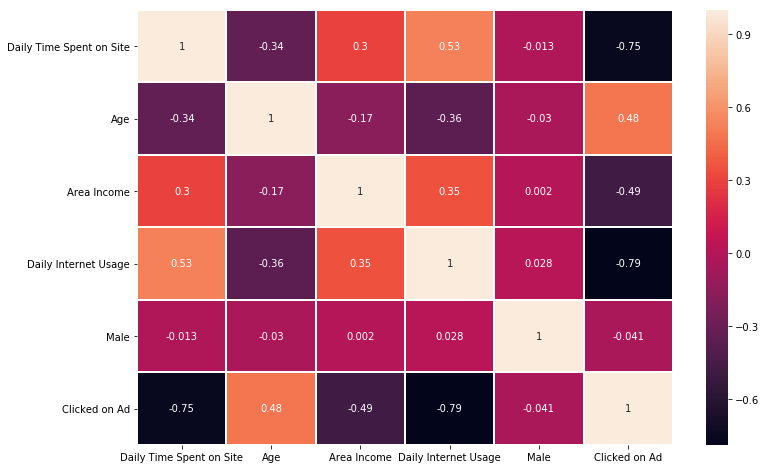 Daily Time Spent on Site 1 -0.34 0.3 0.53 -0.013 -0.75
Age -0.34 1 -0.17 -0.36 -0.03 0.48
Area Income 0.3 -0.17 1 0.35 0.002 -0.49
Daily Internet Usage 0.53 -0.36 0.35 1 0.028 -0.79
Male -0.013 -0.03 0.002 0.028 1 -0.041
Clicked on Ad -0.75 0.48 -0.49 -0.79 -0.041 1
Daily Time Spent on Site Age Area Income Daily Internet Usage Male Clicked on Ad
0.9
0.6
0.3
0.0
−0.3
−0.6